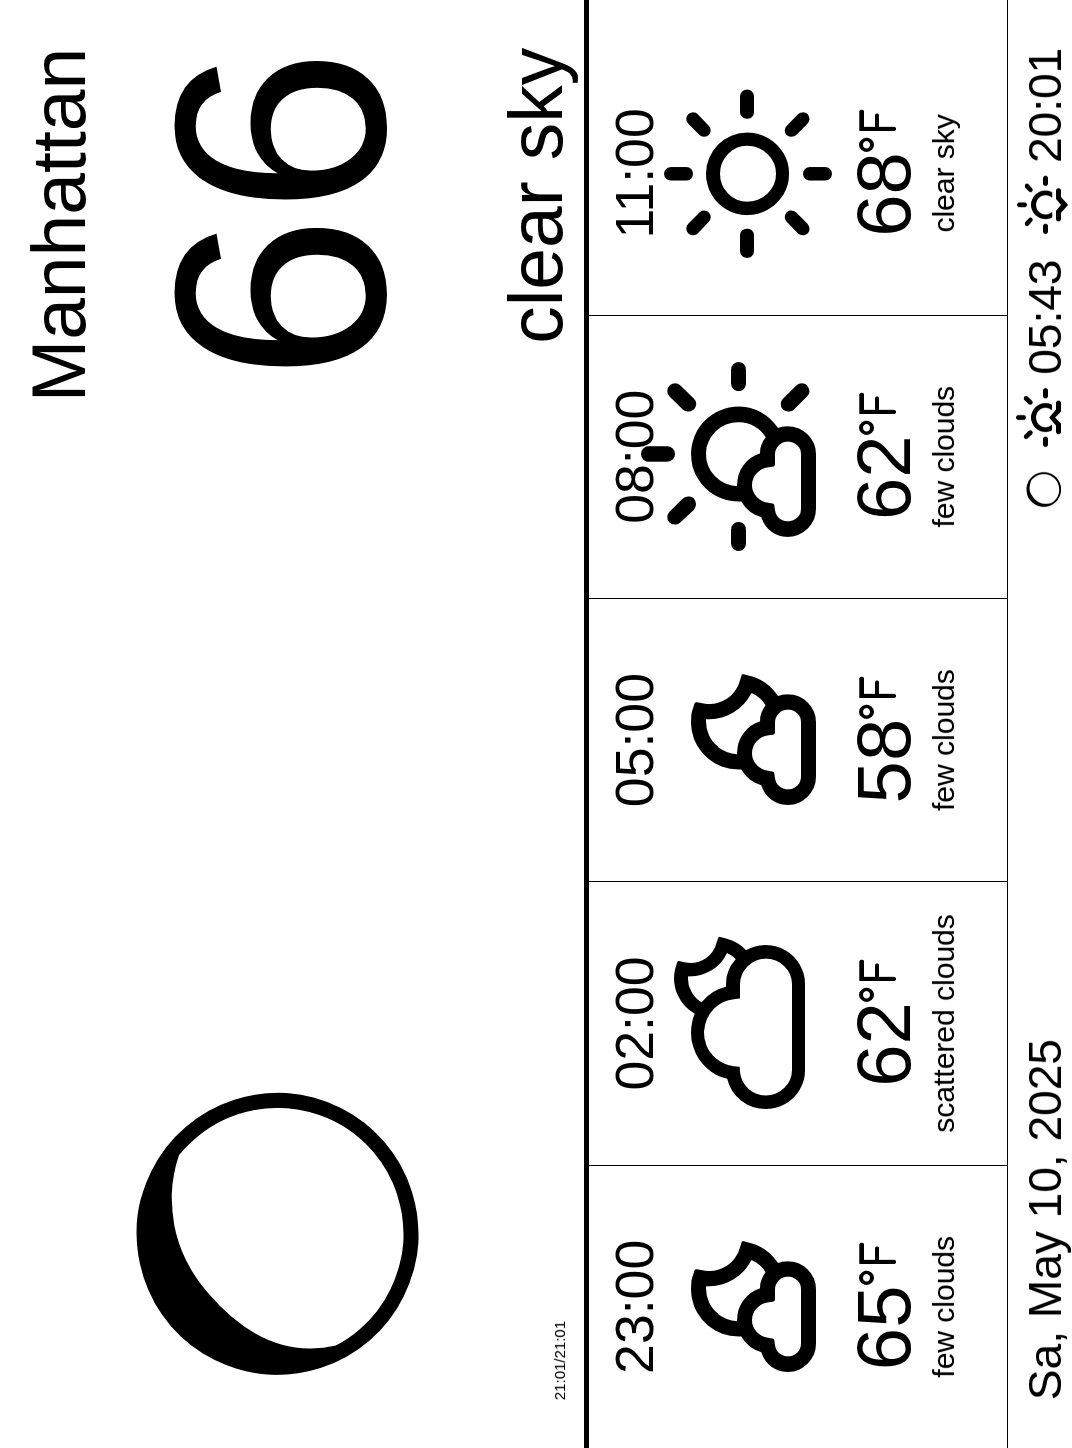 Manhattan
66
21:01/21:01 clear sky
23:00 02:00 05:00 08:00 11:00
65°F 62°F 58°F 62°F 68°F
few clouds scattered clouds few clouds few clouds clear sky
Sa, May 10, 2025 05:43 20:01